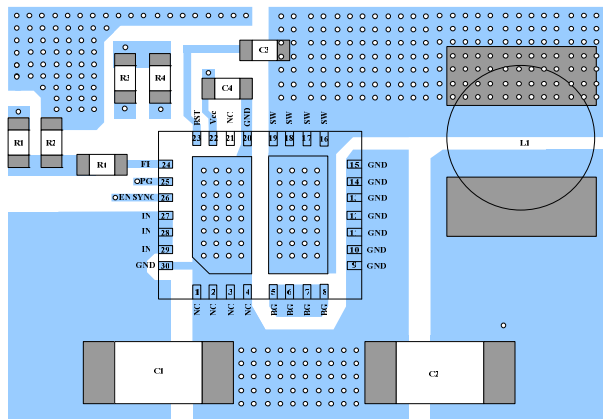 C3
R3 R4
C4
RST Vcc NC GND SW SW SW SW
23 22 21 20 19 18 17 16
R1 R2
L1
24 15 GND
PG 25 14 GND
EN SYNC 26 GND
IN 27 GND
IN 28 GND
IN 29 10 GND
GND 30 9 GND
1 2 3 4 5 6 7 8
NC NC NC NC BG BG BG BG
C1 C2